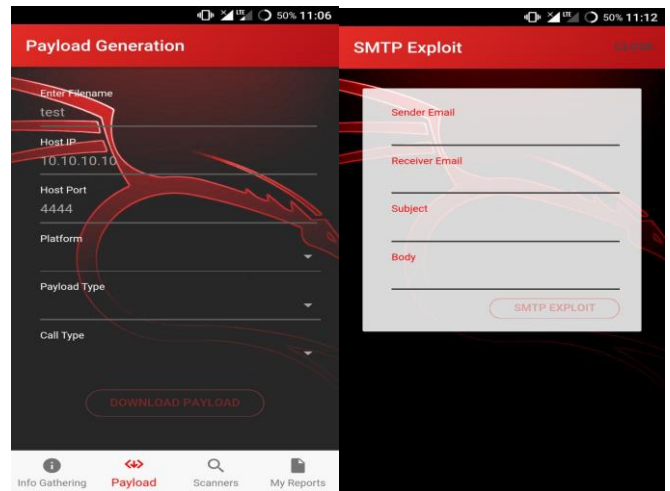 50% 11:06
Payload Generation
Enter Filename
test
Host IP
10.10.10.10
Host Port
4444
Platform
Payload Type
Call Type
DOWNLOAD PAYLOAD
Info Gathering
Payload
Scanners
My Reports
LTE 50% 11:12
SMTP Exploit
Sender Email
Receiver Email
Subject
Body
SMTP EXPLOIT